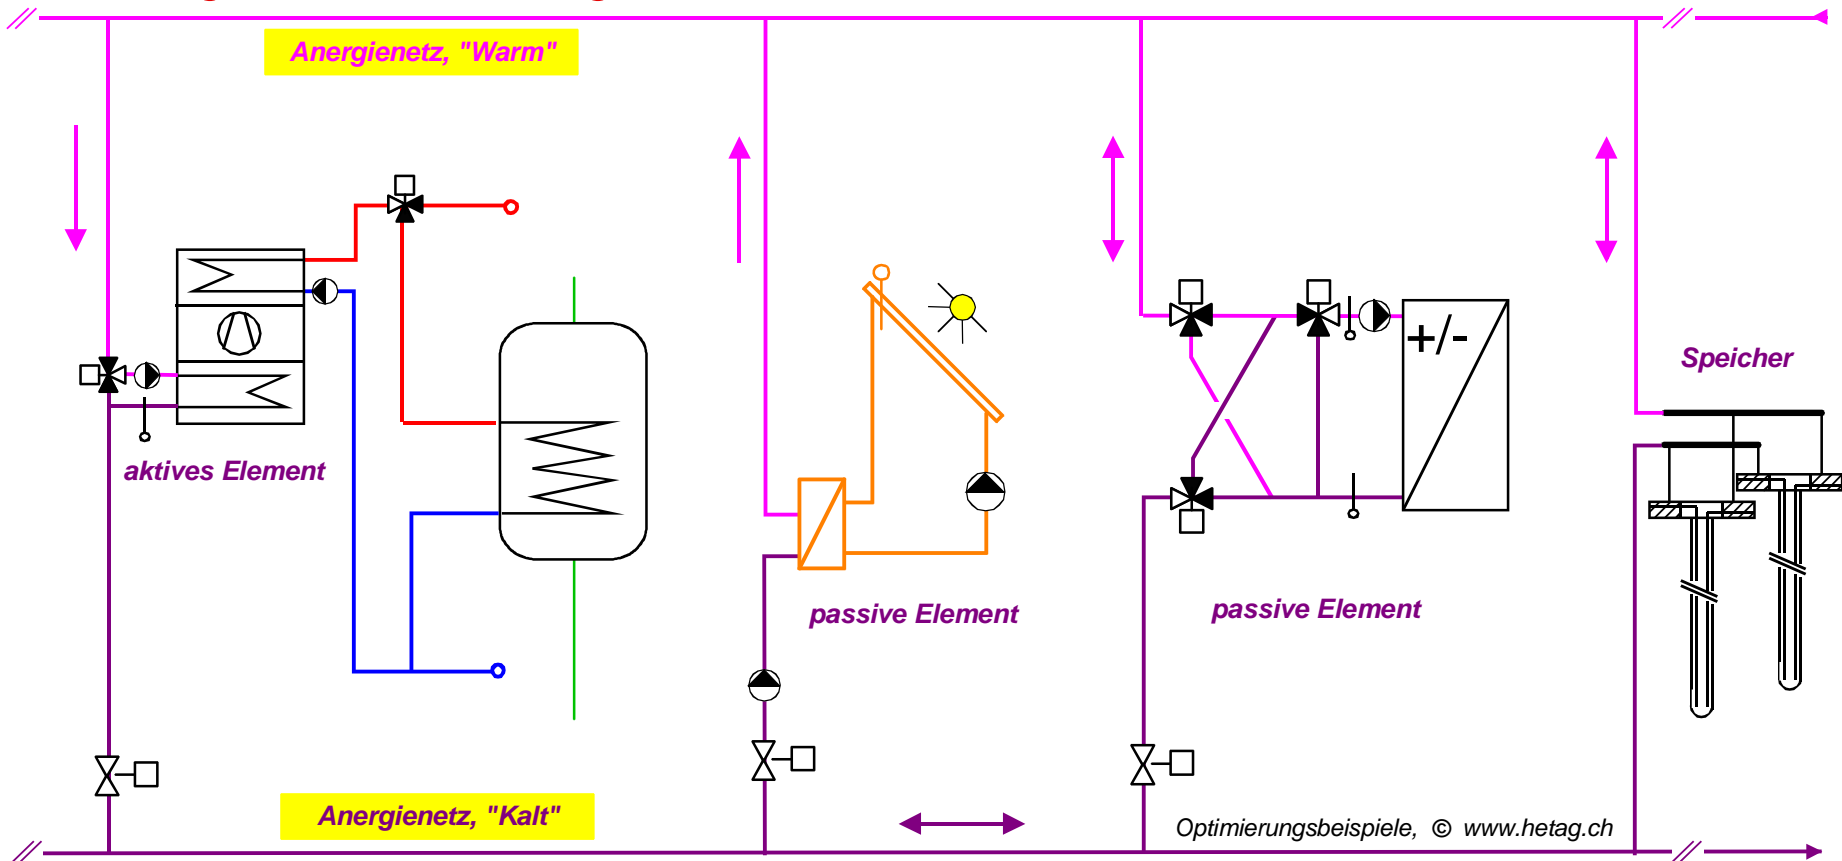 Anergienetz, "Warm"
+/-
Speicher
aktives Element
passive Element
passive Element
Anergienetz, "Kalt"
Optimierungsbeispiele, © www.hetag.ch